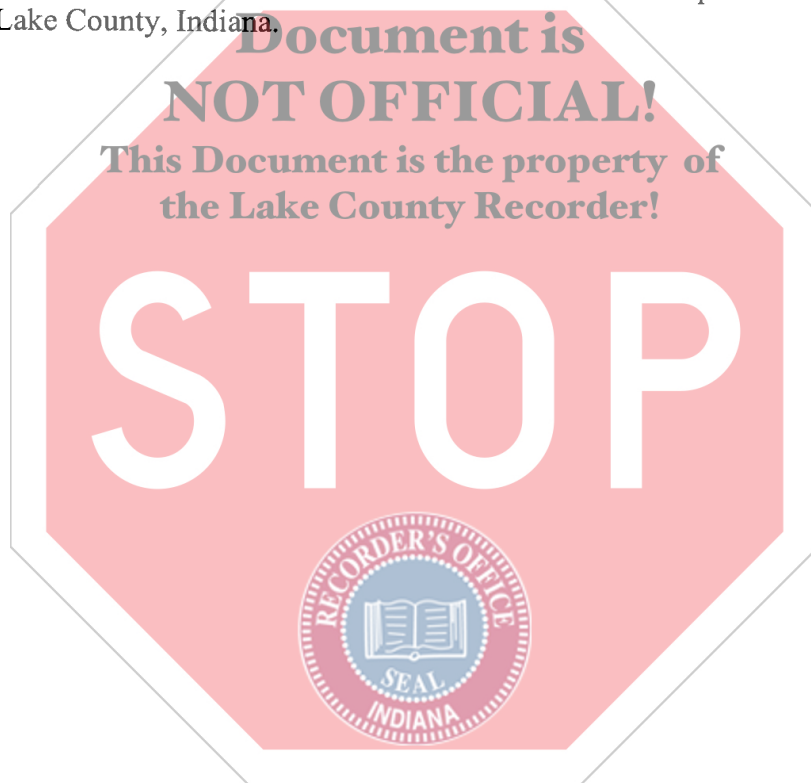 Lake County, Indiana.
Document is
NOT OFFICIAL!
This Document is the property of
the Lake County Recorder!
STOP
RECORDER'S OFFICE
SEAL
INDIANA